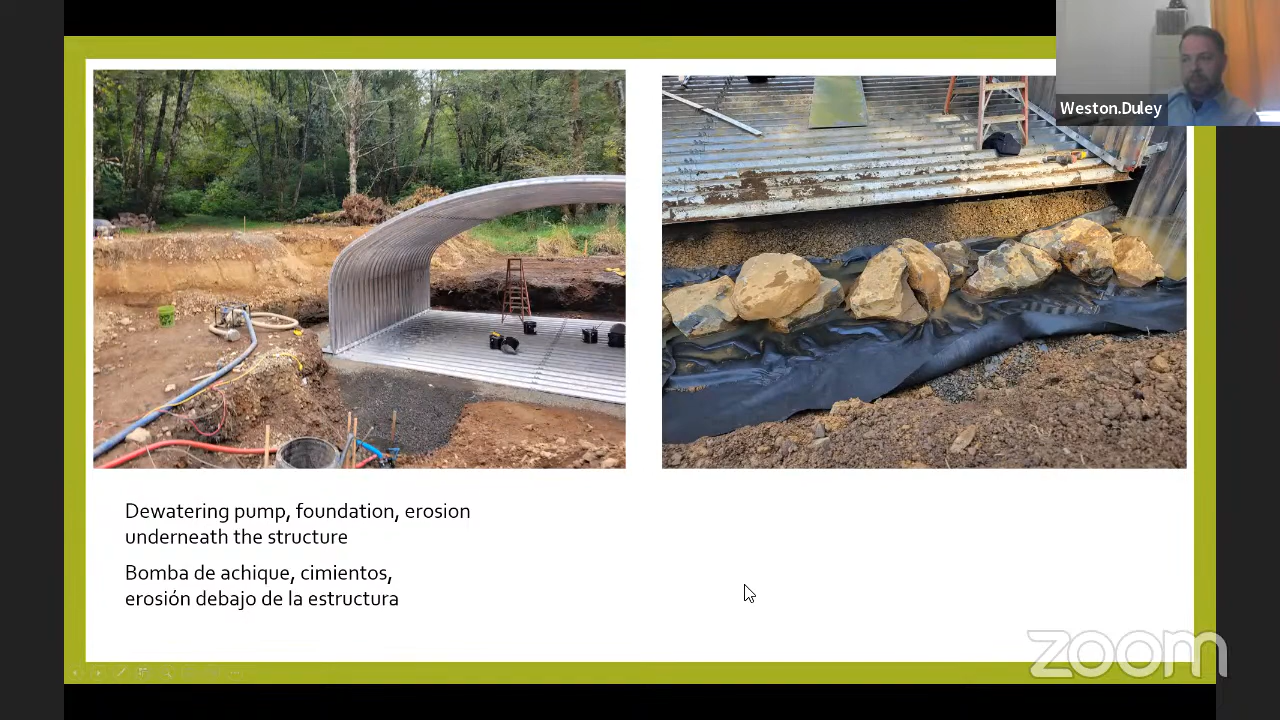 Weston.Duley
Dewatering pump, foundation, erosion
underneath the structure
Bomba de achique, cimientos,
erosión debajo de la estructura
zoom